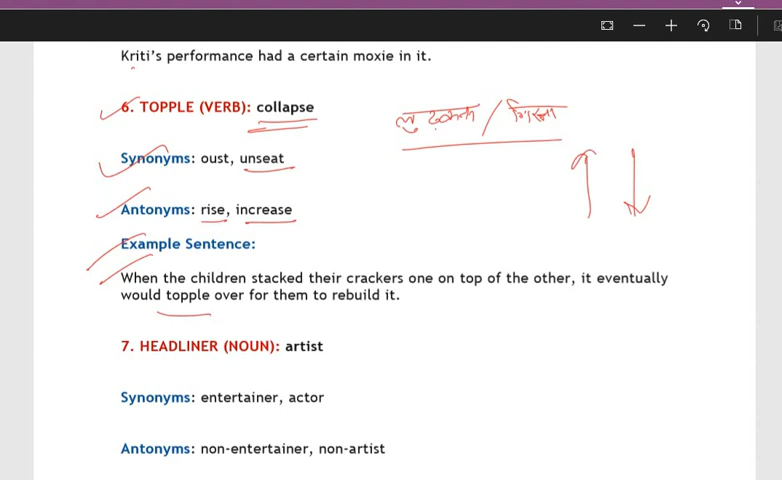 Kriti's performance had a certain moxie in it.
6. TOPPLE (VERB): collapse
लुढ़कना / गिरना
Synonyms: oust, unseat
Antonyms: rise, increase
Example Sentence:
When the children stacked their crackers one on top of the other, it eventually
would topple over for them to rebuild it.
7. HEADLINER (NOUN): artist
Synonyms: entertainer, actor
Antonyms: non-entertainer, non-artist